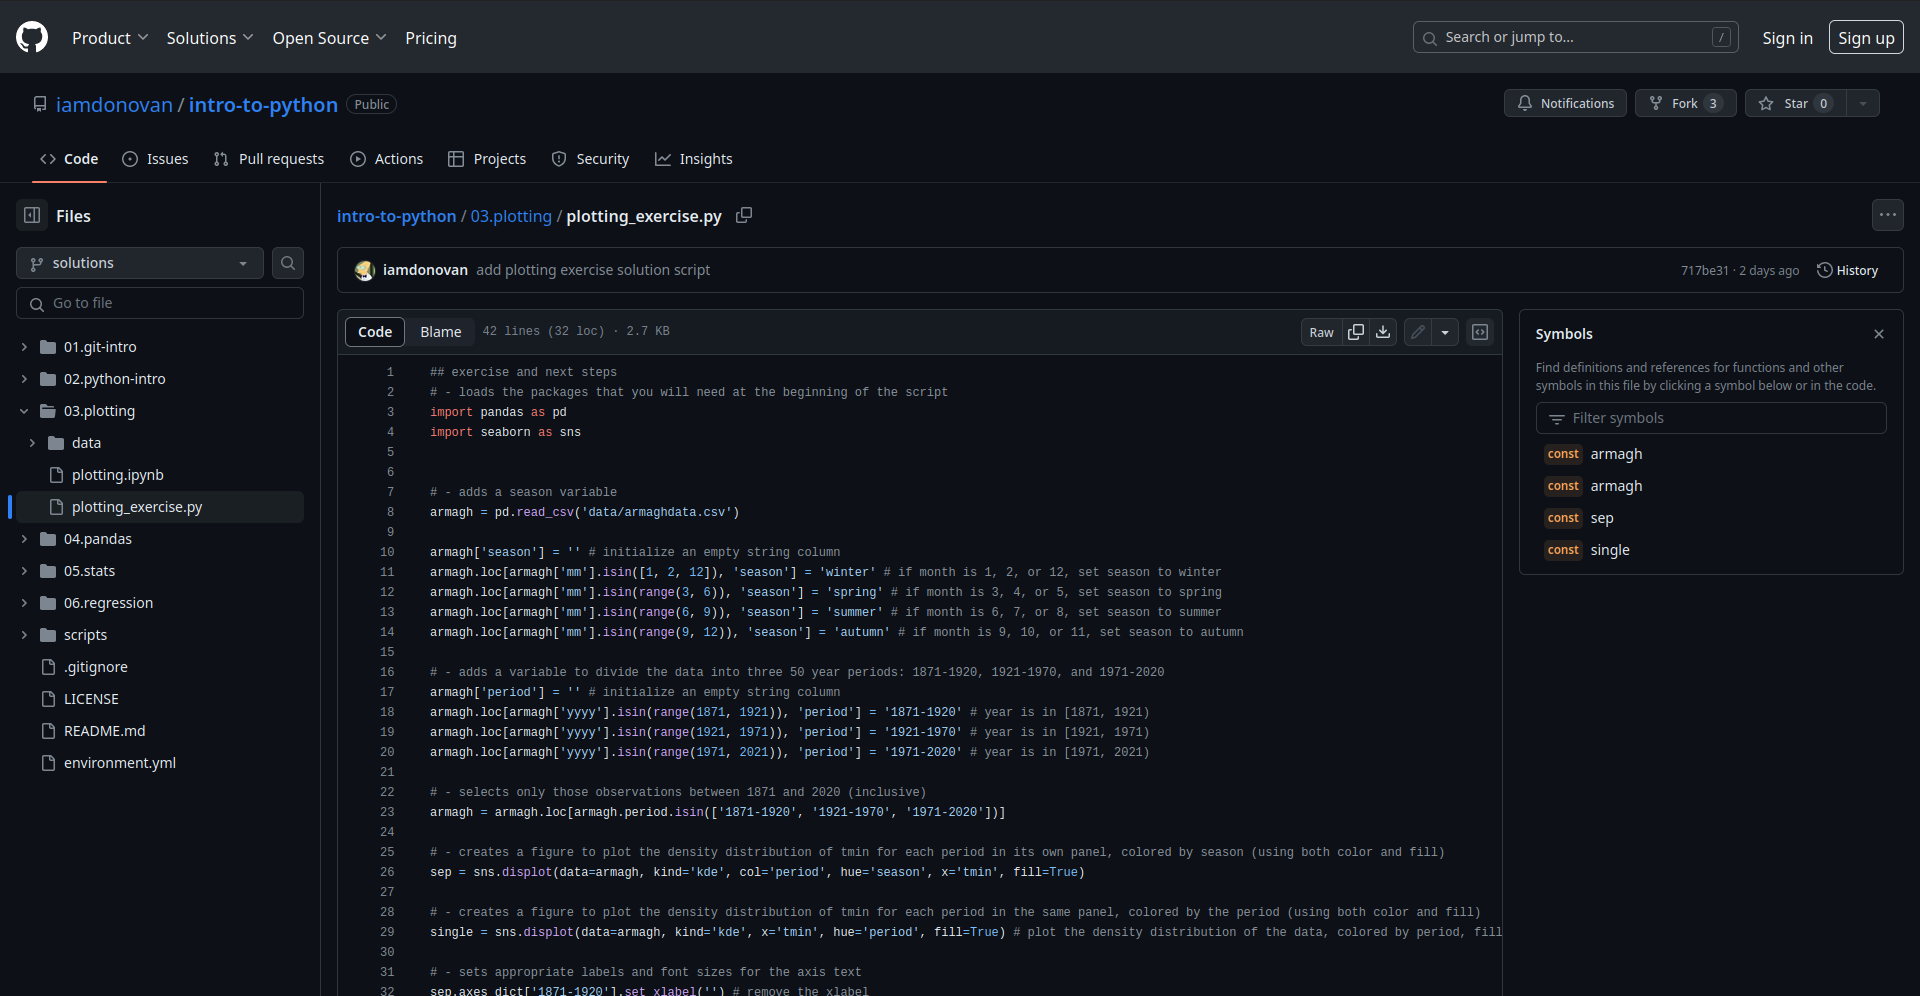 Product Solutions Open Source Pricing Search or jump to... / Sign in Sign up
iamdonovan / intro-to-python Public Notifications Fork 3 Star 0
Code Issues Pull requests Actions Projects Security Insights
Files
solutions
Go to file
01.git-intro
02.python-intro
03.plotting
data
plotting.ipynb
plotting_exercise.py
04.pandas
05.stats
06.regression
scripts
.gitignore
LICENSE
README.md
environment.yml
intro-to-python / 03.plotting / plotting_exercise.py
iamdonovan add plotting exercise solution script 717be31 · 2 days ago History
Code Blame 42 lines (32 loc) · 2.7 KB Raw
1 ## exercise and next steps
2 # - loads the packages that you will need at the beginning of the script
3 import pandas as pd
4 import seaborn as sns
5
6
7 # - adds a season variable
8 armagh = pd.read_csv('data/armaghdata.csv')
9
10 armagh['season'] = '' # initialize an empty string column
11 armagh.loc[armagh['mm'].isin([1, 2, 12]), 'season'] = 'winter' # if month is 1, 2, or 12, set season to winter
12 armagh.loc[armagh['mm'].isin(range(3, 6)), 'season'] = 'spring' # if month is 3, 4, or 5, set season to spring
13 armagh.loc[armagh['mm'].isin(range(6, 9)), 'season'] = 'summer' # if month is 6, 7, or 8, set season to summer
14 armagh.loc[armagh['mm'].isin(range(9, 12)), 'season'] = 'autumn' # if month is 9, 10, or 11, set season to autumn
15
16 # - adds a variable to divide the data into three 50 year periods: 1871-1920, 1921-1970, and 1971-2020
17 armagh['period'] = '' # initialize an empty string column
18 armagh.loc[armagh['yyyy'].isin(range(1871, 1921)), 'period'] = '1871-1920' # year is in [1871, 1921)
19 armagh.loc[armagh['yyyy'].isin(range(1921, 1971)), 'period'] = '1921-1970' # year is in [1921, 1971)
20 armagh.loc[armagh['yyyy'].isin(range(1971, 2021)), 'period'] = '1971-2020' # year is in [1971, 2021)
21
22 # - selects only those observations between 1871 and 2020 (inclusive)
23 armagh = armagh.loc[armagh.period.isin(['1871-1920', '1921-1970', '1971-2020'])]
24
25 # - creates a figure to plot the density distribution of tmin for each period in its own panel, colored by season (using both color and fill)
26 sep = sns.displot(data=armagh, kind='kde', col='period', hue='season', x='tmin', fill=True)
27
28 # - creates a figure to plot the density distribution of tmin for each period in the same panel, colored by the period (using both color and fill)
29 single = sns.displot(data=armagh, kind='kde', x='tmin', hue='period', fill=True) # plot the density distribution of the data, colored by period, fill
30
31 # - sets appropriate labels and font sizes for the axis text
32 sep.axes_dict['1871-1920'].set_xlabel('') # remove the xlabel
Symbols
Find definitions and references for functions and other
symbols in this file by clicking a symbol below or in the code.
Filter symbols
const armagh
const armagh
const sep
const single